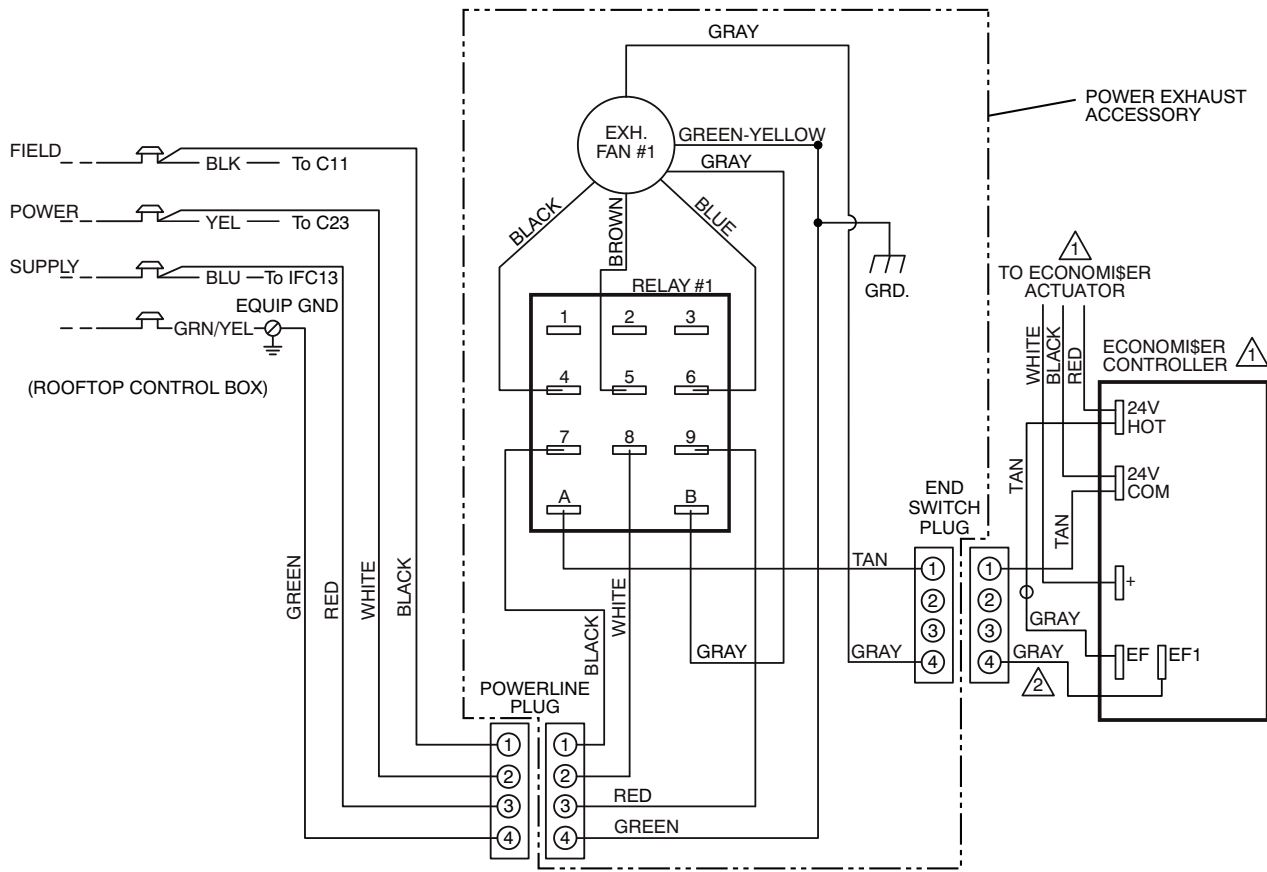 GRAY
POWER EXHAUST
ACCESSORY
EXH.
FAN #1
GREEN-YELLOW
GRAY
FIELD
BLK
To C11
POWER
YEL
To C23
SUPPLY
BLU
To IFC13
EQUIP GND
GRN/YEL
(ROOFTOP CONTROL BOX)
BLACK
BROWN
BLUE
GRD.
RELAY #1
1 2 3
4 5 6
7 8 9
A B
1
TO ECONOMI$ER
ACTUATOR
WHITE
BLACK
RED
ECONOMI$ER
CONTROLLER
1
24V
HOT
24V
COM
+
EF
EF1
TAN
TAN
END
SWITCH
PLUG
TAN
1 1
2 2
3 3
4 4
GRAY
GRAY
GRAY
GRAY
2
GREEN
RED
WHITE
BLACK
BLACK
WHITE
POWERLINE
PLUG
1 1
2 2
3 3
4 4
RED
GREEN